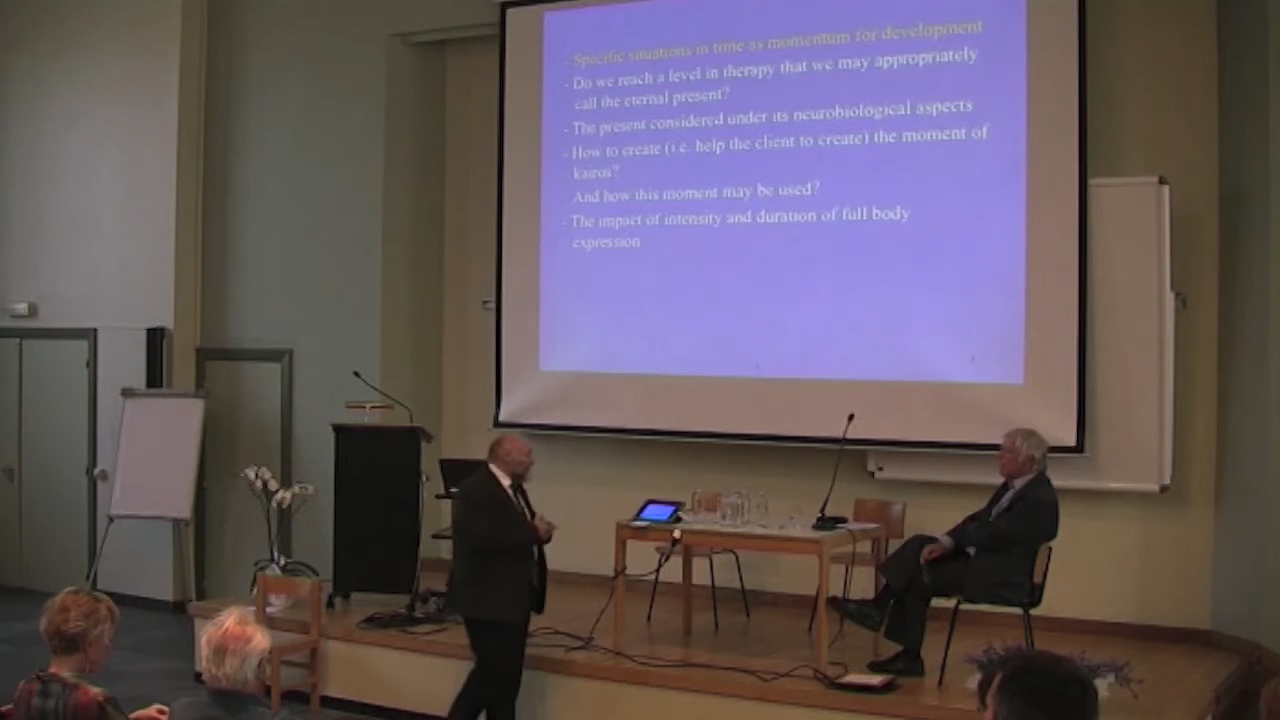 - Specific situations in time as momentum for development
- Do we reach a level in therapy that we may appropriately
call the eternal present?
- The present considered under its neurobiological aspects
- How to create (i.e. help the client to create) the moment of
kairos?
And how this moment may be used?
- The impact of intensity and duration of full body
expression